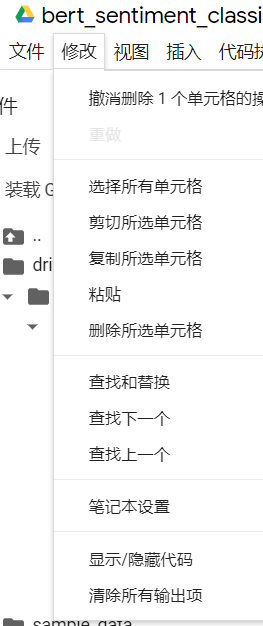 bert_sentiment_classi
文件 修改 视图 插入 代码执
件
撤消删除 1 个单元格的操
重做
上传
装载 G
选择所有单元格
剪切所选单元格
..
复制所选单元格
dri
粘贴
删除所选单元格
查找和替换
查找下一个
查找上一个
笔记本设置
显示/隐藏代码
清除所有输出项
sample_data